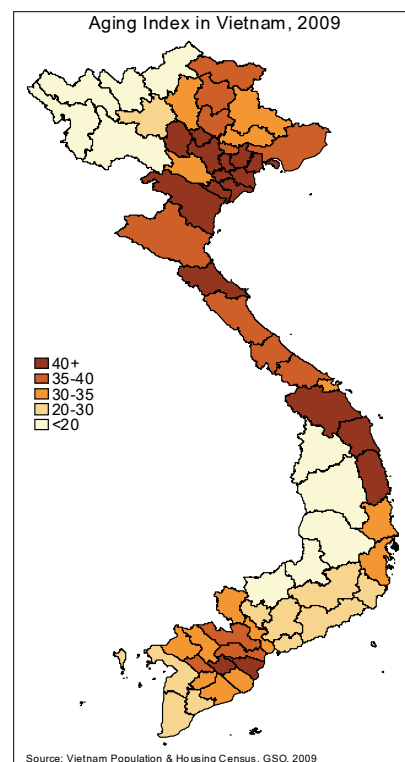 Aging Index in Vietnam, 2009
40+
35-40
30-35
20-30
<20
Source: Vietnam Population & Housing Census, GSO, 2009